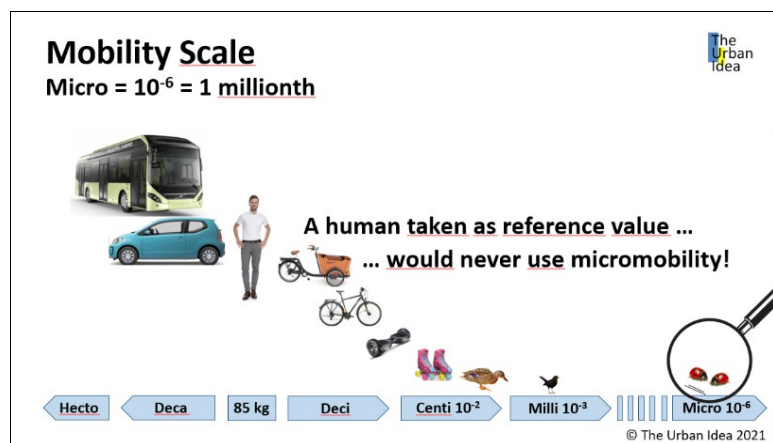 Mobility Scale
Micro = 10⁻⁶ = 1 millionth
The
Urban
Idea
A human taken as reference value ...
... would never use micromobility!
Hecto
Deca
85 kg
Deci
Centi 10⁻²
Milli 10⁻³
Micro 10⁻⁶
© The Urban Idea 2021